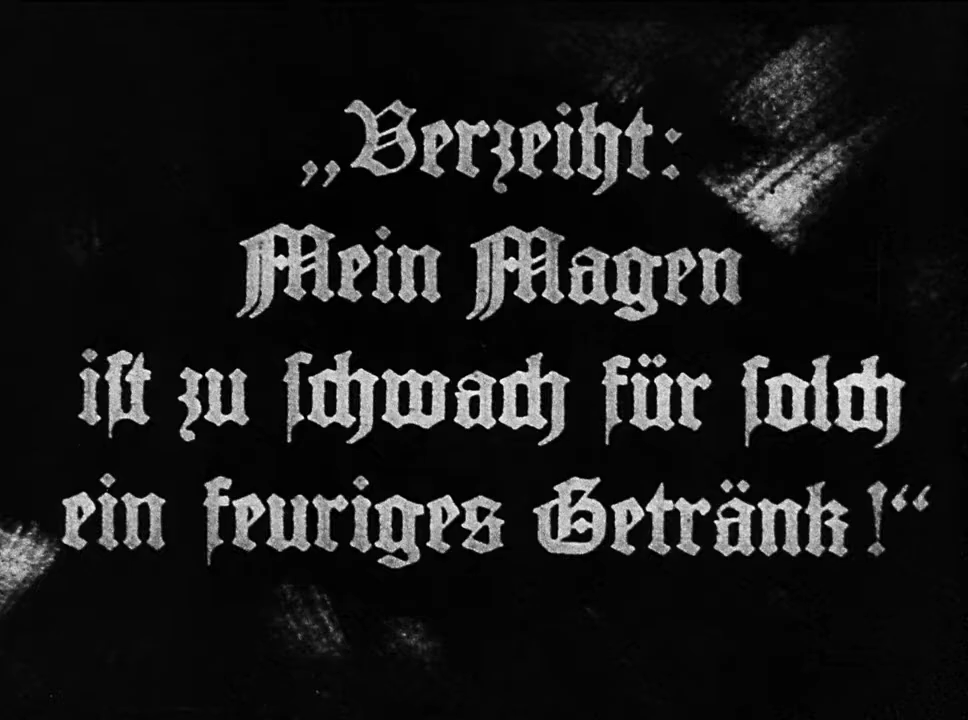 „Verzeiht:
Mein Magen
iſt zu ſchwach für ſolch
ein feuriges Getränk!“